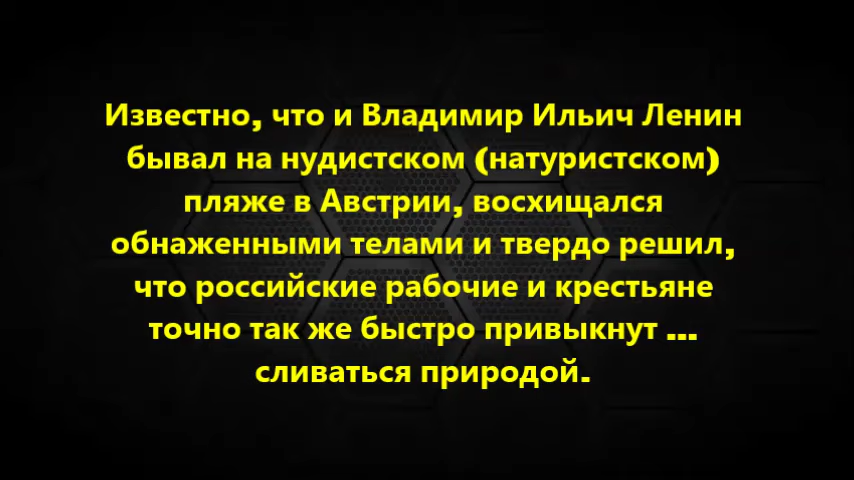 Известно, что и Владимир Ильич Ленин
бывал на нудистском (натуристском)
пляже в Австрии, восхищался
обнаженными телами и твердо решил,
что российские рабочие и крестьяне
точно так же быстро привыкнут ...
сливаться природой.